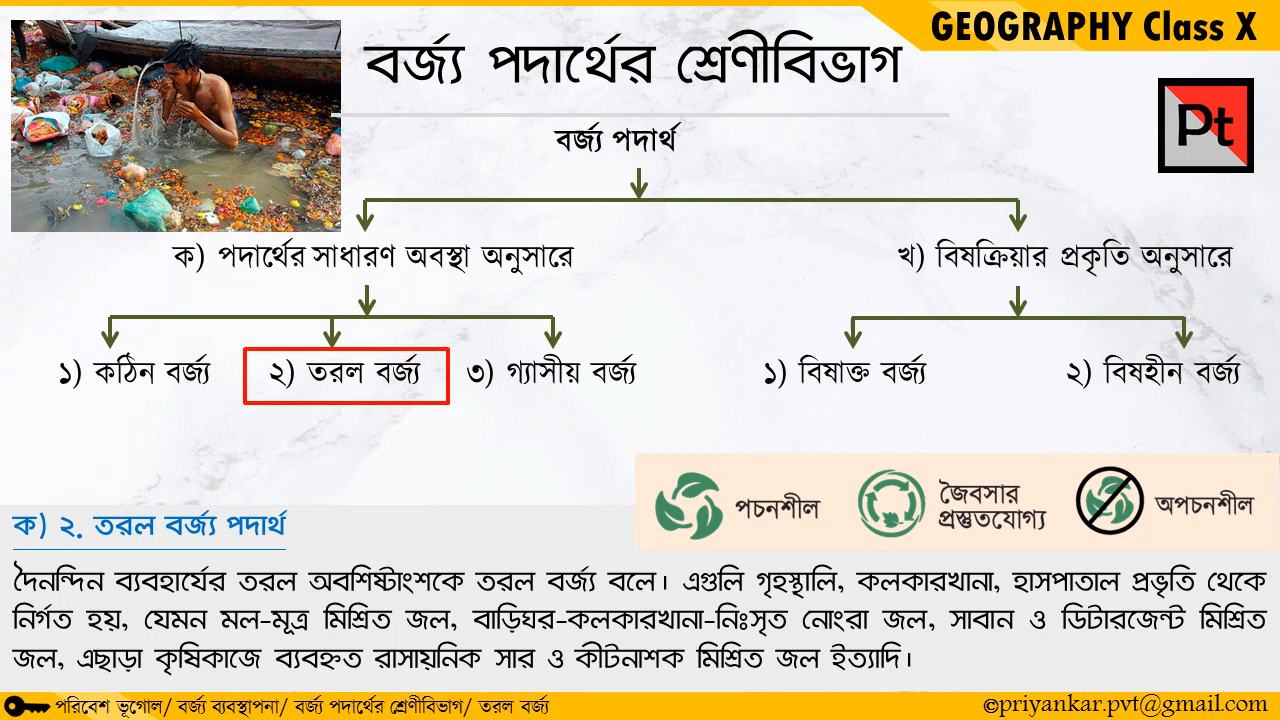 GEOGRAPHY Class X
বর্জ্য পদার্থের শ্রেণীবিভাগ
Pt
বর্জ্য পদার্থ
ক) পদার্থের সাধারণ অবস্থা অনুসারে
খ) বিষক্রিয়ার প্রকৃতি অনুসারে
১) কঠিন বর্জ্য
২) তরল বর্জ্য
৩) গ্যাসীয় বর্জ্য
১) বিষাক্ত বর্জ্য
২) বিষহীন বর্জ্য
পচনশীল
জৈবসার
প্রস্তুতযোগ্য
অপচনশীল
ক) ২. তরল বর্জ্য পদার্থ
দৈনন্দিন ব্যবহার্যের তরল অবশিষ্টাংশকে তরল বর্জ্য বলে। এগুলি গৃহস্থালি, কলকারখানা, হাসপাতাল প্রভৃতি থেকে
নির্গত হয়, যেমন মল-মূত্র মিশ্রিত জল, বাড়িঘর-কলকারখানা-নিঃসৃত নোংরা জল, সাবান ও ডিটারজেন্ট মিশ্রিত
জল, এছাড়া কৃষিকাজে ব্যবহৃত রাসায়নিক সার ও কীটনাশক মিশ্রিত জল ইত্যাদি।
পরিবেশ ভূগোল/ বর্জ্য ব্যবস্থাপনা/ বর্জ্য পদার্থের শ্রেণীবিভাগ/ তরল বর্জ্য
©priyankar.pvt@gmail.com